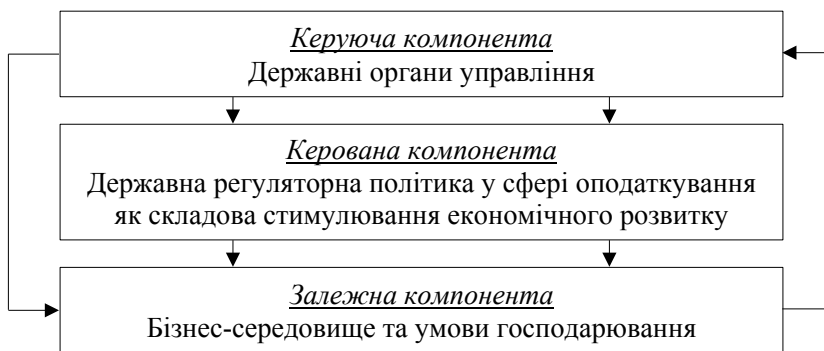 Керуюча компонента
Державні органи управління
Керована компонента
Державна регуляторна політика у сфері оподаткування
як складова стимулювання економічного розвитку
Залежна компонента
Бізнес-середовище та умови господарювання